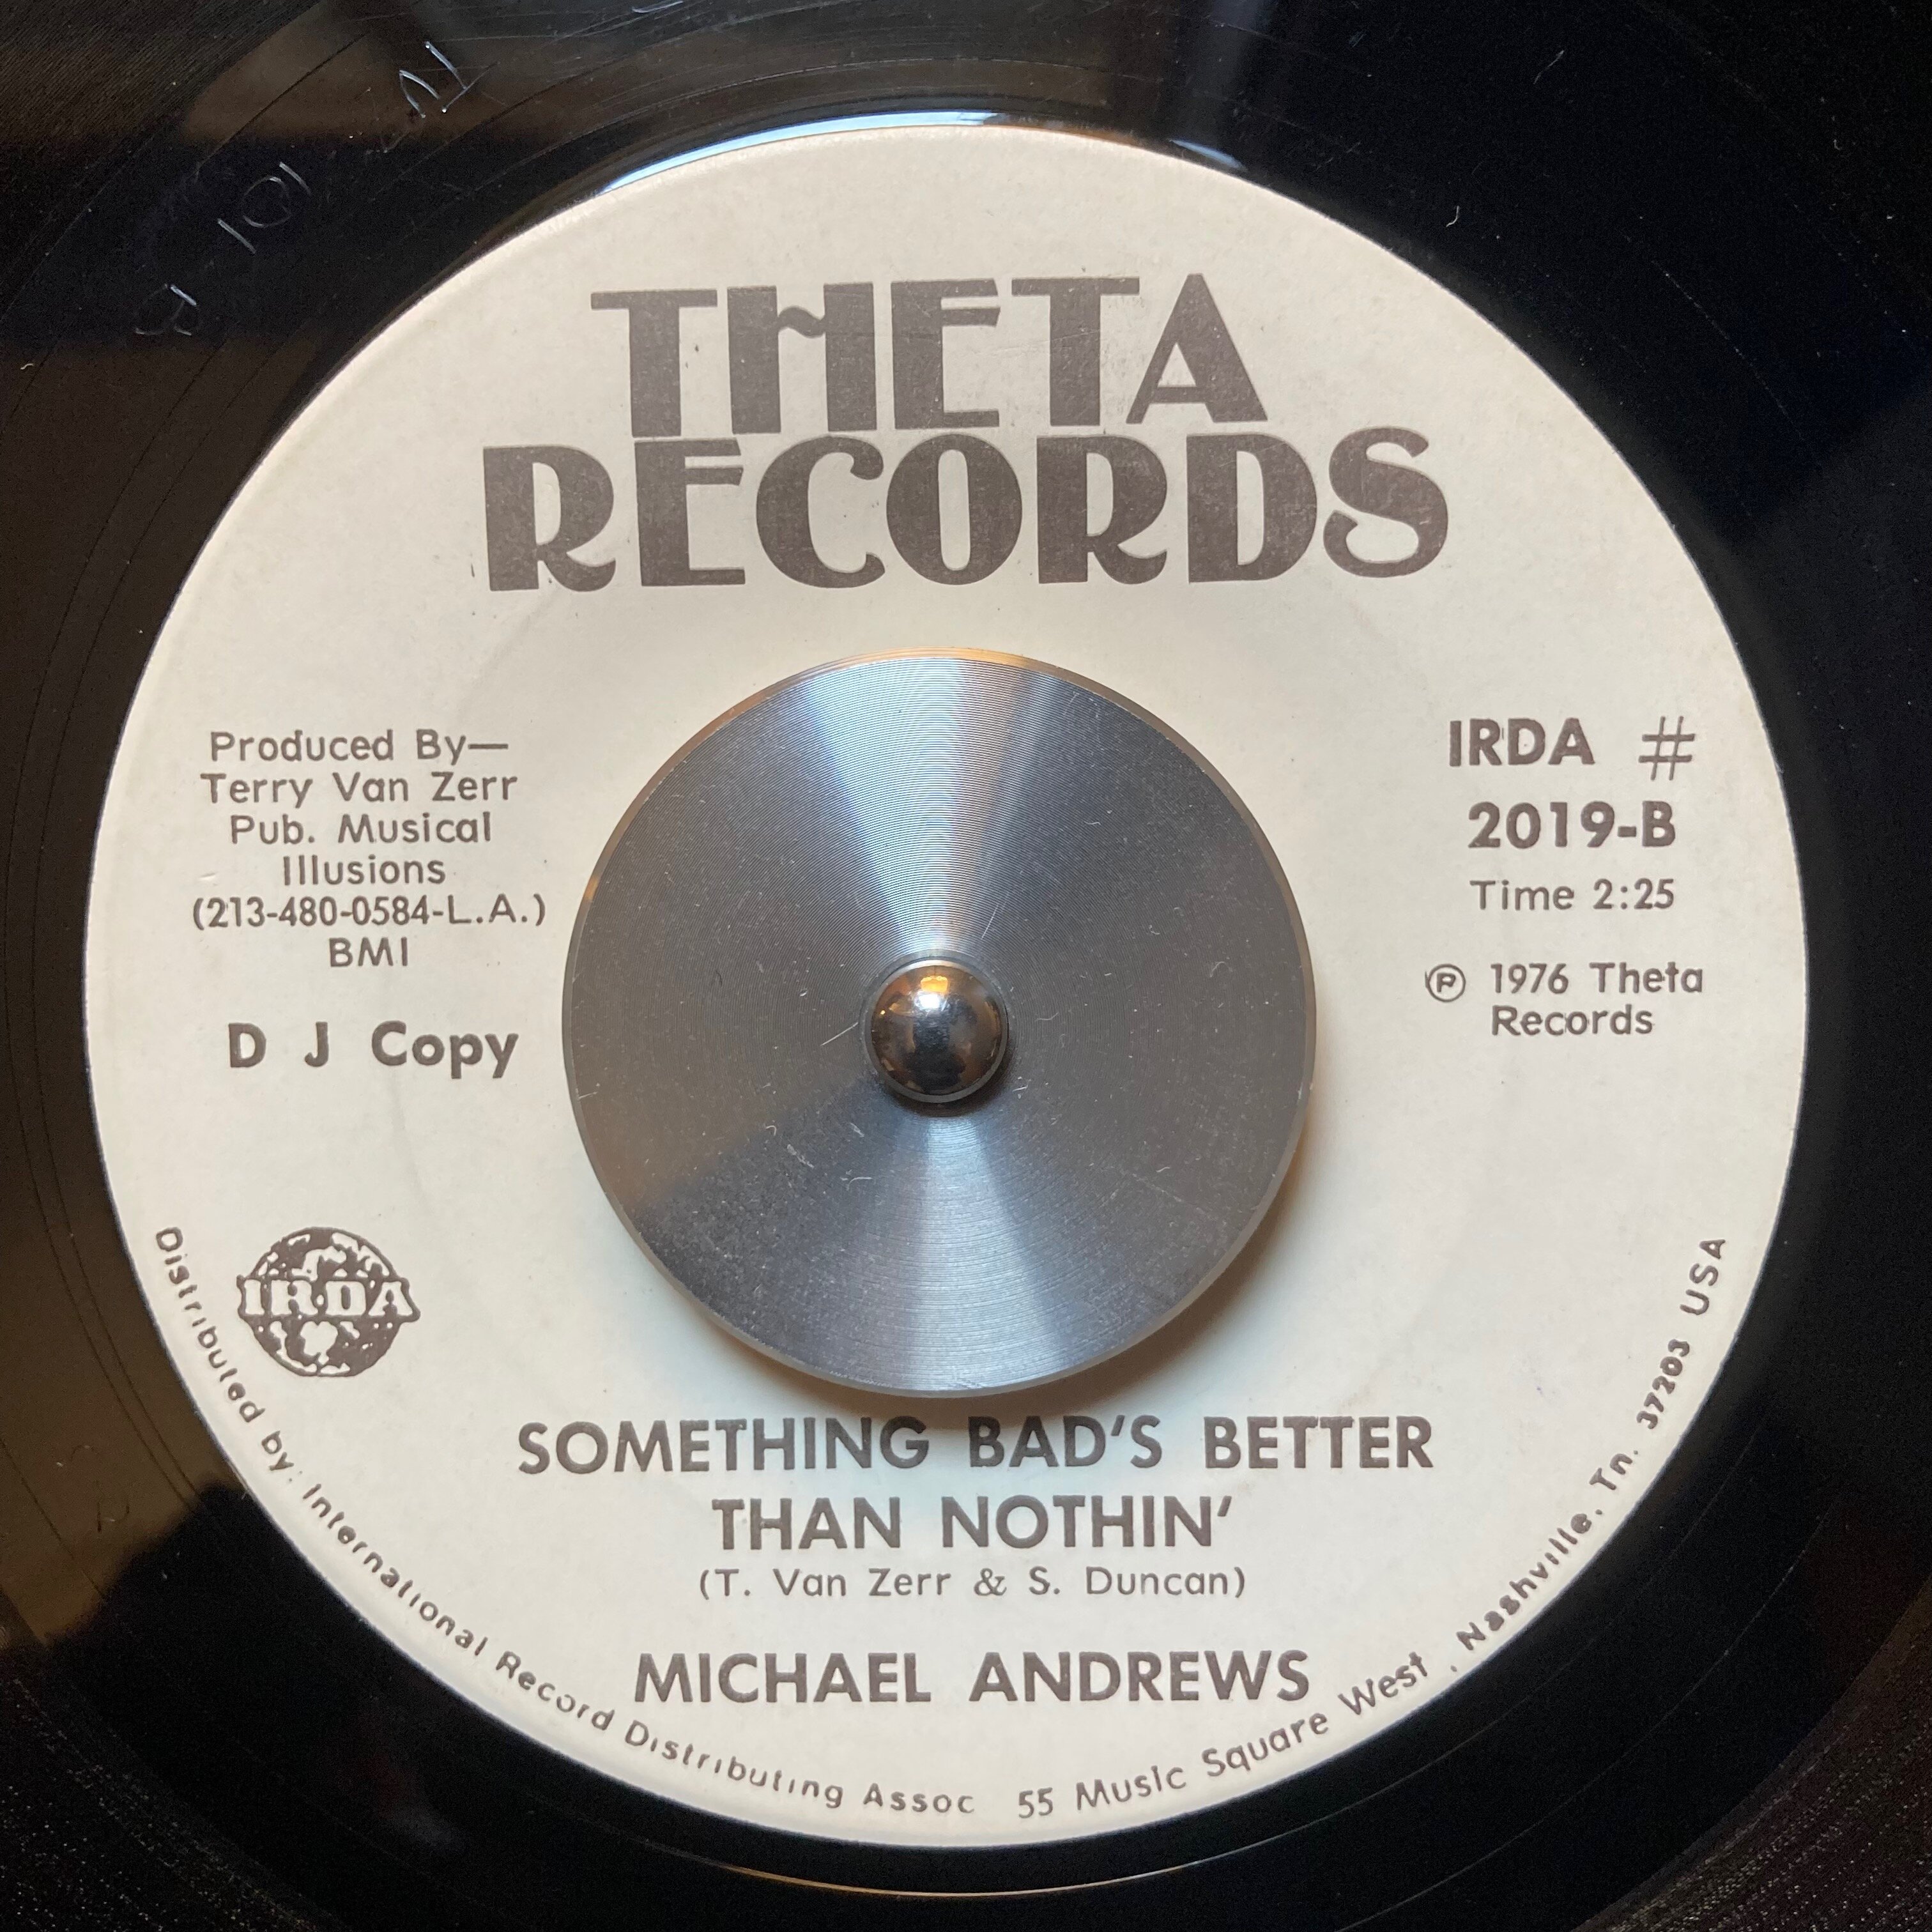 THETA
RECORDS
Produced By—
Terry Van Zerr
Pub. Musical
Illusions
(213-480-0584-L.A.)
BMI
D J Copy
IRDA #
2019-B
Time 2:25
Ⓟ 1976 Theta
Records
IRDA
SOMETHING BAD'S BETTER
THAN NOTHIN'
(T. Van Zerr & S. Duncan)
MICHAEL ANDREWS
Distributed by: International Record Distributing Assoc 55 Music Square West, Nashville, Tn. 37203 USA